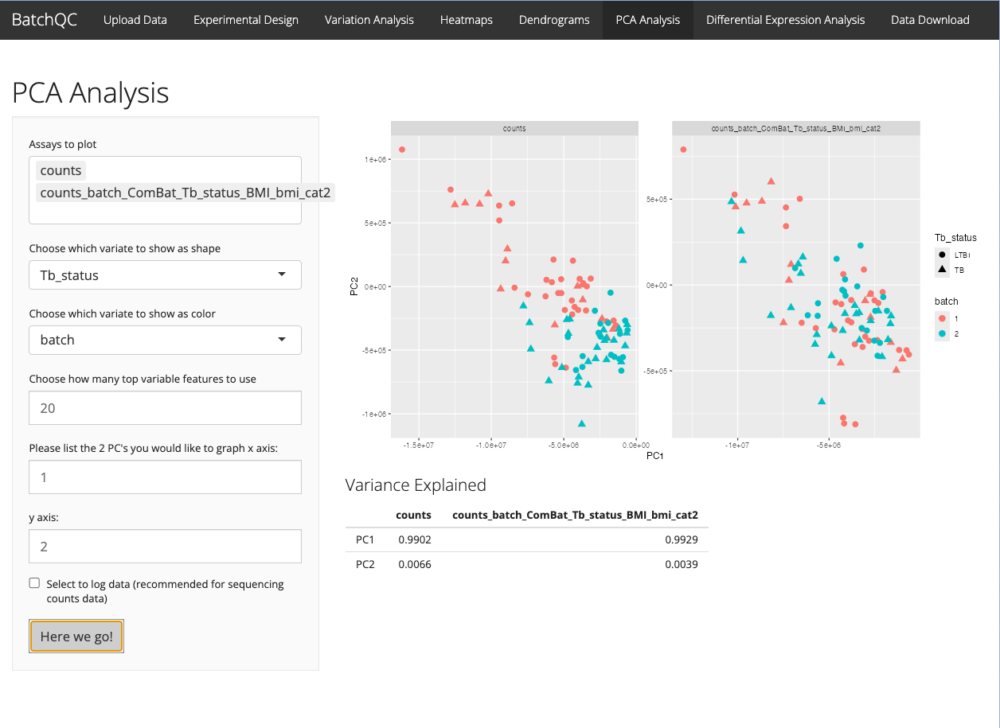 BatchQC Upload Data Experimental Design Variation Analysis Heatmaps Dendrograms PCA Analysis Differential Expression Analysis Data Download
PCA Analysis
Assays to plot
counts
counts_batch_ComBat_Tb_status_BMI_bmi_cat2
Choose which variate to show as shape
Tb_status
Choose which variate to show as color
batch
Choose how many top variable features to use
20
Please list the 2 PC's you would like to graph x axis:
1
y axis:
2
Select to log data (recommended for sequencing
counts data)
Here we go!
counts
counts_batch_ComBat_Tb_status_BMI_bmi_cat2
PC2
1e+06
5e+05
0e+00
-5e+05
-1e+06
5e+05
0e+00
-5e+05
-1.5e+07 -1.0e+07 -5.0e+06 0.0e+00
-1e+07 -5e+06
PC1
Tb_status
LTBI
TB
batch
1
2
Variance Explained
counts counts_batch_ComBat_Tb_status_BMI_bmi_cat2
PC1 0.9902 0.9929
PC2 0.0066 0.0039